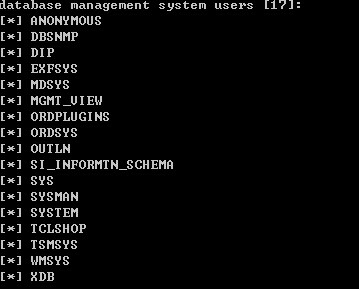 database management system users [17]:
[*] ANONYMOUS
[*] DBSNMP
[*] DIP
[*] EXFSYS
[*] MDSYS
[*] MGMT_VIEW
[*] ORDPLUGINS
[*] ORDSYS
[*] OUTLN
[*] SI_INFORMTN_SCHEMA
[*] SYS
[*] SYSMAN
[*] SYSTEM
[*] TCLSHOP
[*] TSMSYS
[*] WMSYS
[*] XDB